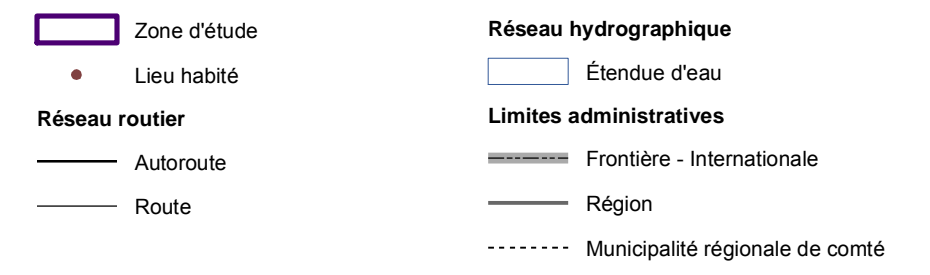 Zone d'étude
Lieu habité
Réseau routier
Autoroute
Route
Réseau hydrographique
Étendue d'eau
Limites administratives
Frontière - Internationale
Région
Municipalité régionale de comté